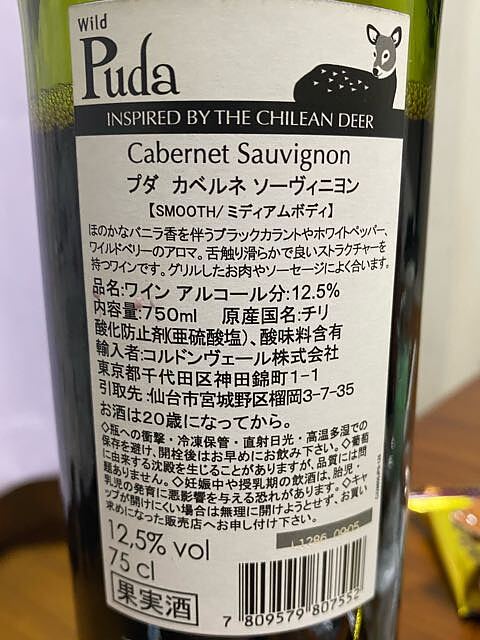 Wild
Puda
INSPIRED BY THE CHILEAN DEER
Cabernet Sauvignon
プダ カベルネ ソーヴィニヨン
【SMOOTH/ミディアムボディ】
ほのかなバニラ香を伴うブラックカラントやホワイトペッパー、
ワイルドベリーのアロマ。舌触り滑らかで良いストラクチャーを
持つワインです。グリルしたお肉やソーセージによく合います。
品名:ワイン アルコール分:12.5%
内容量:750ml 原産国名:チリ
酸化防止剤(亜硫酸塩)、酸味料含有
輸入者:コルドンヴェール株式会社
東京都千代田区神田錦町1-1
引取先:仙台市宮城野区榴岡3-7-35
お酒は20歳になってから。
◇瓶への衝撃・冷凍保管・直射日光・高温多湿での
保存を避け、開栓後はお早めにお飲み下さい。◇葡萄
に由来する沈殿を生じることがありますが、品質には問
題ありません。◇妊娠中や授乳期の飲酒は、胎児・
乳児の発育に悪影響を与える恐れがあります。◇キャ
ップが開けにくい場合は無理に開けようとせず、お買い
求めになった販売店へお申し付け下さい。
L1286 0905
12,5% vol
75 cl
果実酒
7 809579 807552